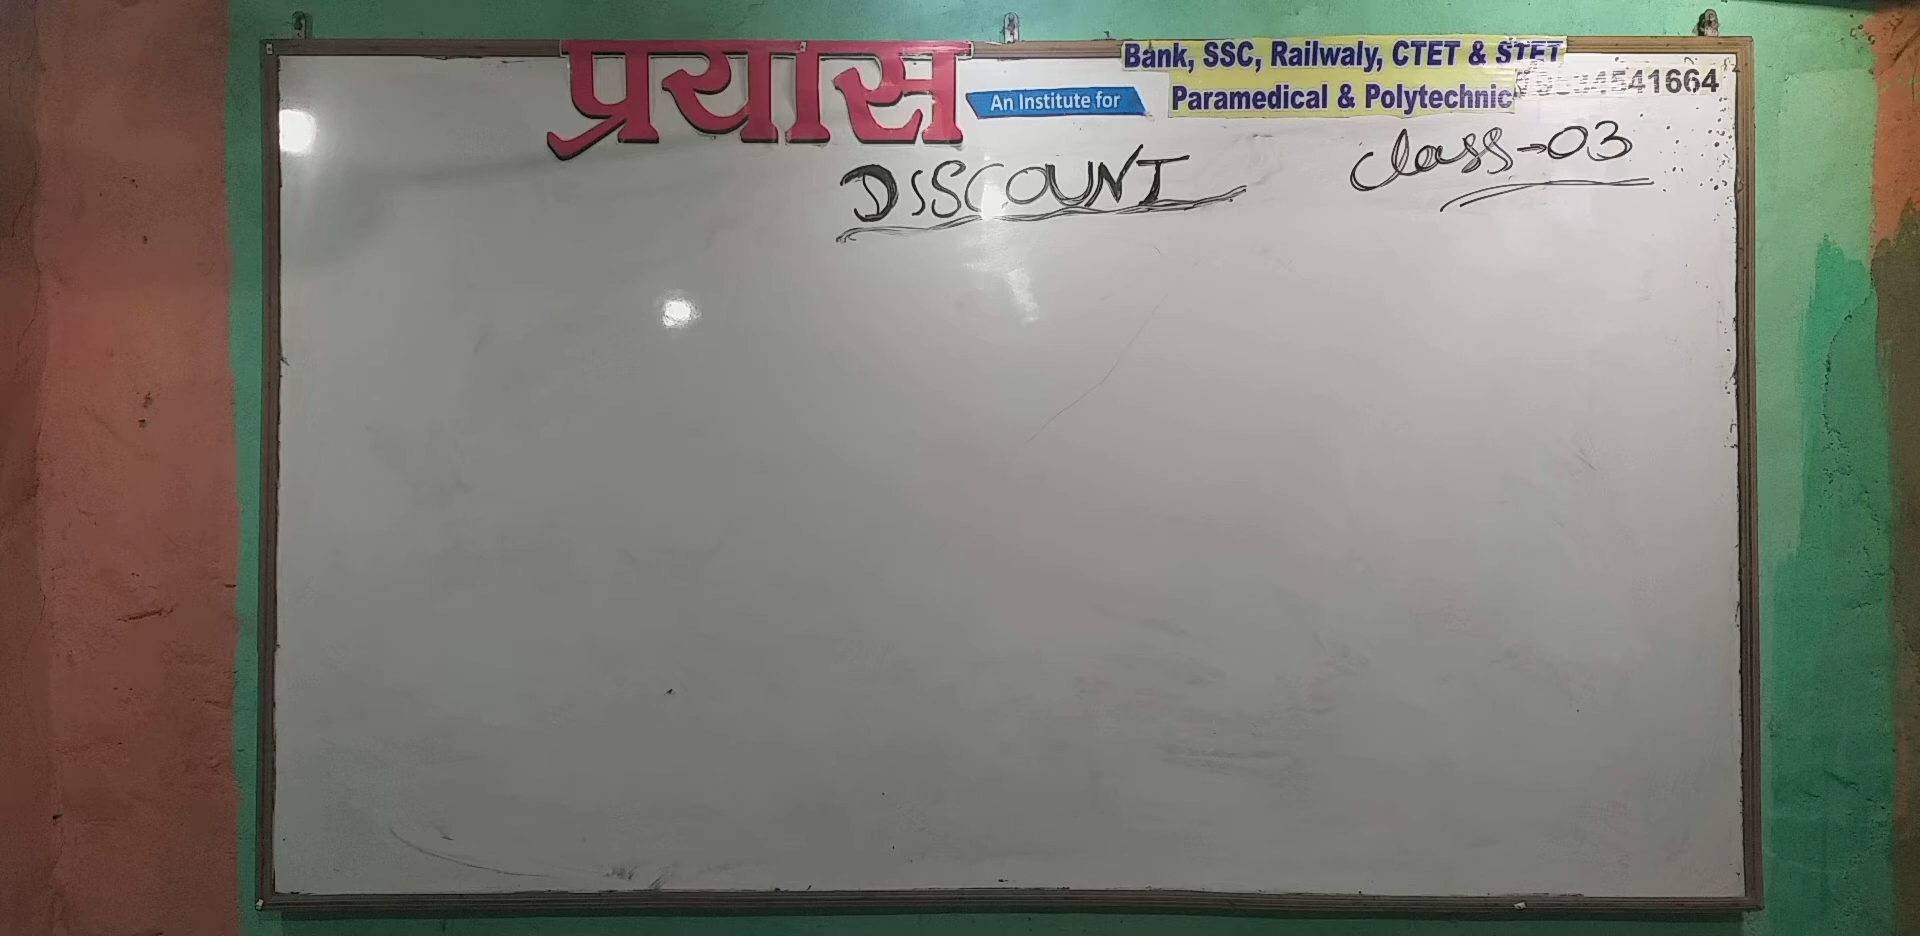 प्रयास
An Institute for
Bank, SSC, Railwaly, CTET & STET
Paramedical & Polytechnic
DISCOUNT
Class-03